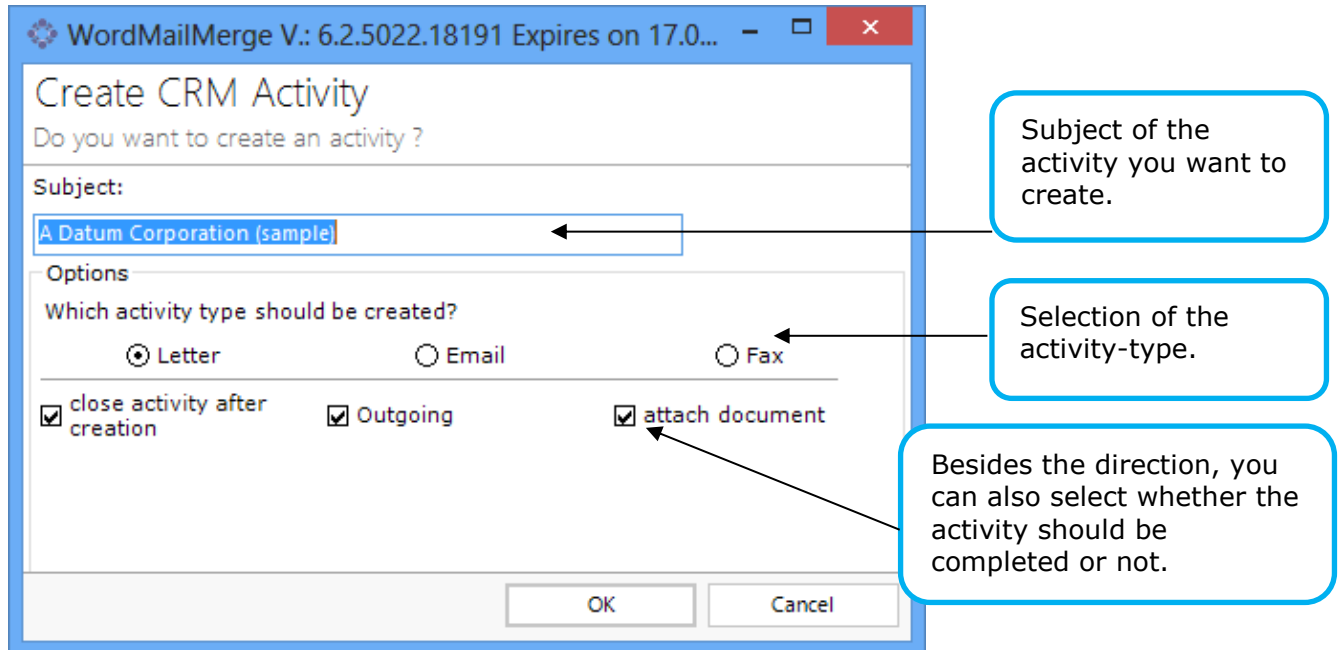 WordMailMerge V.: 6.2.5022.18191 Expires on 17.0...
Create CRM Activity
Do you want to create an activity ?
Subject:
A Datum Corporation (sample)
Options
Which activity type should be created?
Letter
Email
Fax
close activity after
creation
Outgoing
attach document
OK
Cancel
Subject of the
activity you want to
create.
Selection of the
activity-type.
Besides the direction, you
can also select whether the
activity should be
completed or not.